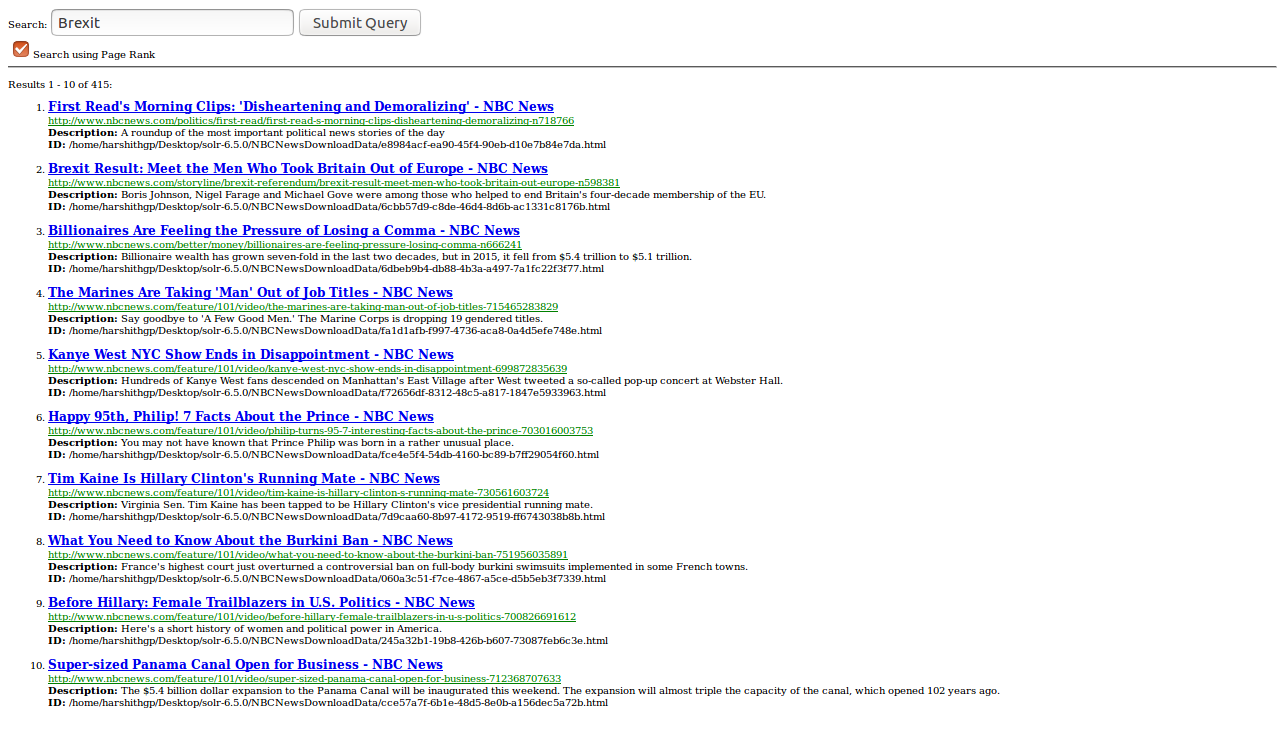 Search: Brexit Submit Query
Search using Page Rank
Results 1 - 10 of 415:
1. First Read's Morning Clips: 'Disheartening and Demoralizing' - NBC News
http://www.nbcnews.com/politics/first-read/first-read-s-morning-clips-disheartening-demoralizing-n718766
Description: A roundup of the most important political news stories of the day
ID: /home/harshithgp/Desktop/solr-6.5.0/NBCNewsDownloadData/e8984acf-ea90-45f4-90eb-d10e7b84e7da.html
2. Brexit Result: Meet the Men Who Took Britain Out of Europe - NBC News
http://www.nbcnews.com/storyline/brexit-referendum/brexit-result-meet-men-who-took-britain-out-europe-n598381
Description: Boris Johnson, Nigel Farage and Michael Gove were among those who helped to end Britain's four-decade membership of the EU.
ID: /home/harshithgp/Desktop/solr-6.5.0/NBCNewsDownloadData/6cbb57d9-c8de-46d4-8d6b-ac1331c8176b.html
3. Billionaires Are Feeling the Pressure of Losing a Comma - NBC News
http://www.nbcnews.com/better/money/billionaires-are-feeling-pressure-losing-comma-n666241
Description: Billionaire wealth has grown seven-fold in the last two decades, but in 2015, it fell from $5.4 trillion to $5.1 trillion.
ID: /home/harshithgp/Desktop/solr-6.5.0/NBCNewsDownloadData/6dbeb9b4-db88-4b3a-a497-7a1fc22f3f77.html
4. The Marines Are Taking 'Man' Out of Job Titles - NBC News
http://www.nbcnews.com/feature/101/video/the-marines-are-taking-man-out-of-job-titles-715465283829
Description: Say goodbye to 'A Few Good Men.' The Marine Corps is dropping 19 gendered titles.
ID: /home/harshithgp/Desktop/solr-6.5.0/NBCNewsDownloadData/fa1d1afb-f997-4736-aca8-0a4d5efe748e.html
5. Kanye West NYC Show Ends in Disappointment - NBC News
http://www.nbcnews.com/feature/101/video/kanye-west-nyc-show-ends-in-disappointment-699872835639
Description: Hundreds of Kanye West fans descended on Manhattan's East Village after West tweeted a so-called pop-up concert at Webster Hall.
ID: /home/harshithgp/Desktop/solr-6.5.0/NBCNewsDownloadData/f72656df-8312-48c5-a817-1847e5933963.html
6. Happy 95th, Philip! 7 Facts About the Prince - NBC News
http://www.nbcnews.com/feature/101/video/philip-turns-95-7-interesting-facts-about-the-prince-703016003753
Description: You may not have known that Prince Philip was born in a rather unusual place.
ID: /home/harshithgp/Desktop/solr-6.5.0/NBCNewsDownloadData/fce4e5f4-54db-4160-bc89-b7ff29054f60.html
7. Tim Kaine Is Hillary Clinton's Running Mate - NBC News
http://www.nbcnews.com/feature/101/video/tim-kaine-is-hillary-clinton-s-running-mate-730561603724
Description: Virginia Sen. Tim Kaine has been tapped to be Hillary Clinton's vice presidential running mate.
ID: /home/harshithgp/Desktop/solr-6.5.0/NBCNewsDownloadData/7d9caa60-8b97-4172-9519-ff6743038b8b.html
8. What You Need to Know About the Burkini Ban - NBC News
http://www.nbcnews.com/feature/101/video/what-you-need-to-know-about-the-burkini-ban-751956035891
Description: France's highest court just overturned a controversial ban on full-body burkini swimsuits implemented in some French towns.
ID: /home/harshithgp/Desktop/solr-6.5.0/NBCNewsDownloadData/060a3c51-f7ce-4867-a5ce-d5b5eb3f7339.html
9. Before Hillary: Female Trailblazers in U.S. Politics - NBC News
http://www.nbcnews.com/feature/101/video/before-hillary-female-trailblazers-in-u-s-politics-700826691612
Description: Here's a short history of women and political power in America.
ID: /home/harshithgp/Desktop/solr-6.5.0/NBCNewsDownloadData/245a32b1-19b8-426b-b607-73087feb6c3e.html
10. Super-sized Panama Canal Open for Business - NBC News
http://www.nbcnews.com/feature/101/video/super-sized-panama-canal-open-for-business-712368707633
Description: The $5.4 billion dollar expansion to the Panama Canal will be inaugurated this weekend. The expansion will almost triple the capacity of the canal, which opened 102 years ago.
ID: /home/harshithgp/Desktop/solr-6.5.0/NBCNewsDownloadData/cce57a7f-6b1e-48d5-8e0b-a156dec5a72b.html